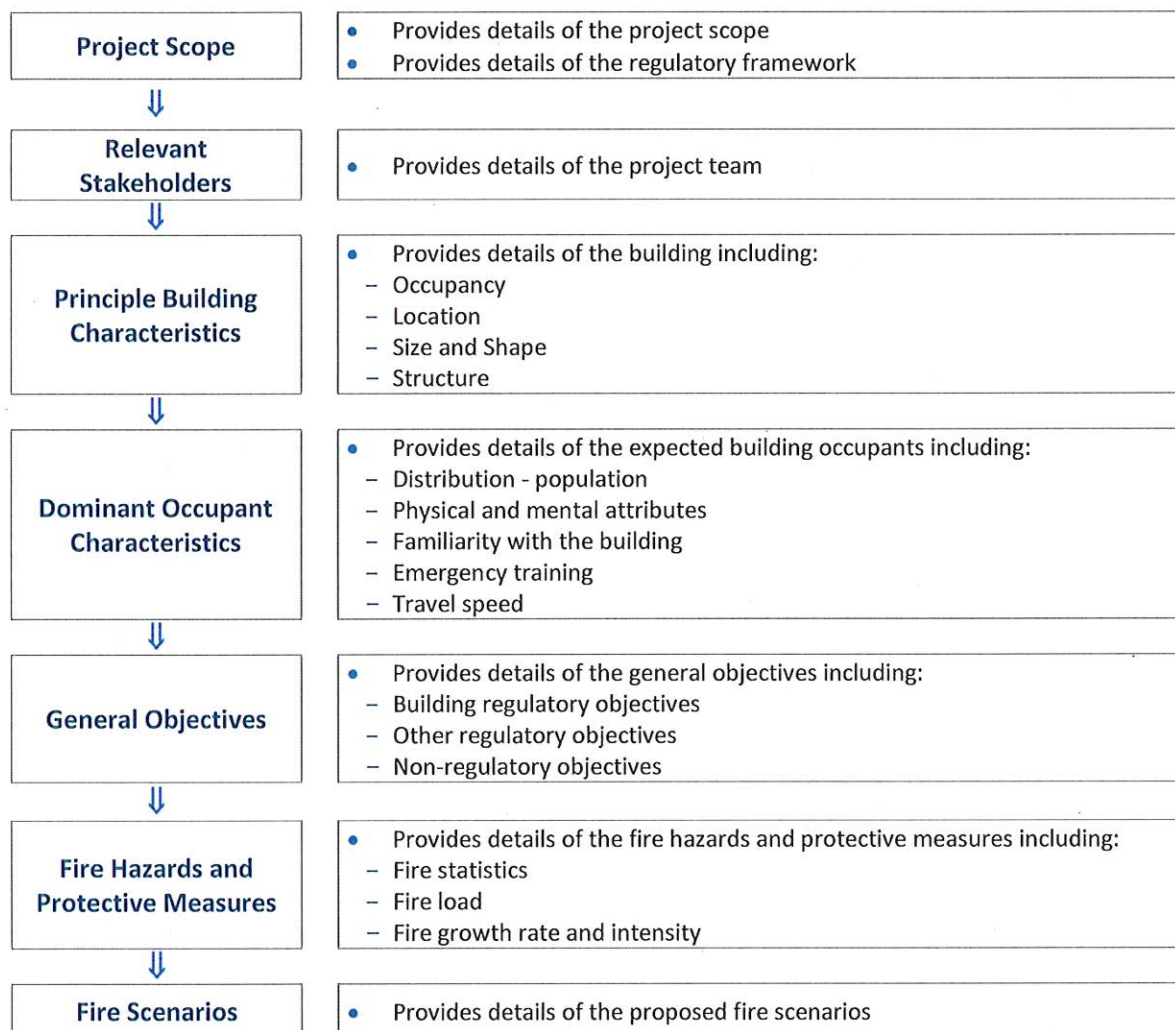 Project Scope
• Provides details of the project scope
• Provides details of the regulatory framework
⇓
Relevant
Stakeholders
• Provides details of the project team
⇓
Principle Building
Characteristics
• Provides details of the building including:
– Occupancy
– Location
– Size and Shape
– Structure
⇓
Dominant Occupant
Characteristics
• Provides details of the expected building occupants including:
– Distribution - population
– Physical and mental attributes
– Familiarity with the building
– Emergency training
– Travel speed
⇓
General Objectives
• Provides details of the general objectives including:
– Building regulatory objectives
– Other regulatory objectives
– Non-regulatory objectives
⇓
Fire Hazards and
Protective Measures
• Provides details of the fire hazards and protective measures including:
– Fire statistics
– Fire load
– Fire growth rate and intensity
⇓
Fire Scenarios
• Provides details of the proposed fire scenarios